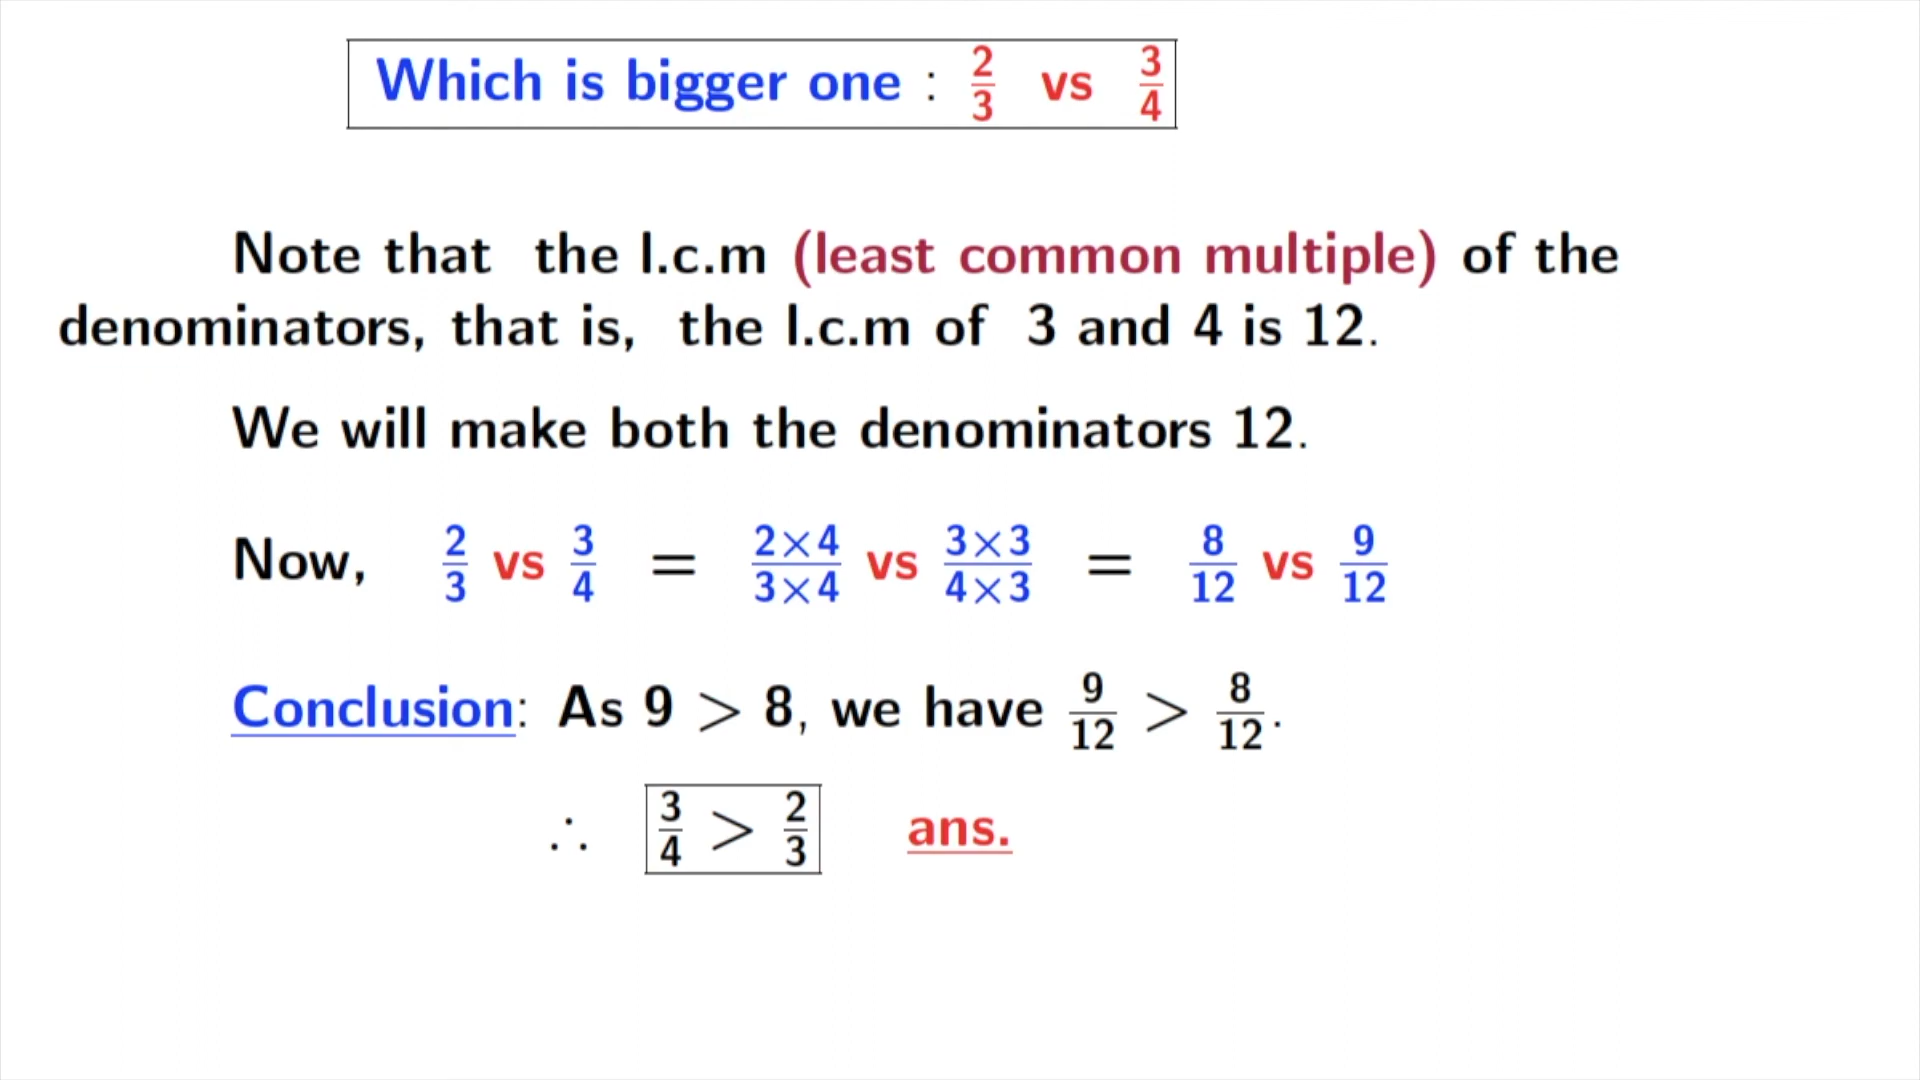 Which is bigger one : 2/3 vs 3/4
Note that the l.c.m (least common multiple) of the
denominators, that is, the l.c.m of 3 and 4 is 12.
We will make both the denominators 12.
Now, 2/3 vs 3/4 = 2×4/3×4 vs 3×3/4×3 = 8/12 vs 9/12
Conclusion: As 9 > 8, we have 9/12 > 8/12.
∴ 3/4 > 2/3 ans.